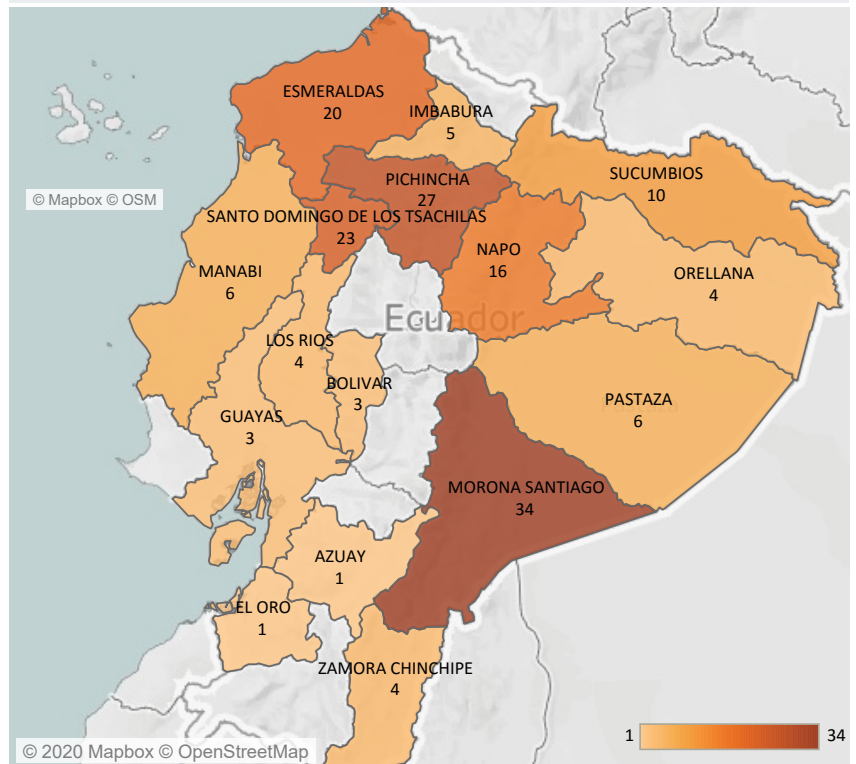 ESMERALDAS
20
IMBABURA
5
SUCUMBIOS
10
© Mapbox © OSM
PICHINCHA
27
SANTO DOMINGO DE LOS TSACHILAS
23
NAPO
16
MANABI
6
ORELLANA
4
Ecuador
LOS RIOS
4
BOLIVAR
3
GUAYAS
3
PASTAZA
6
MORONA SANTIAGO
34
AZUAY
1
EL ORO
1
ZAMORA CHINCHIPE
4
1 34
© 2020 Mapbox © OpenStreetMap